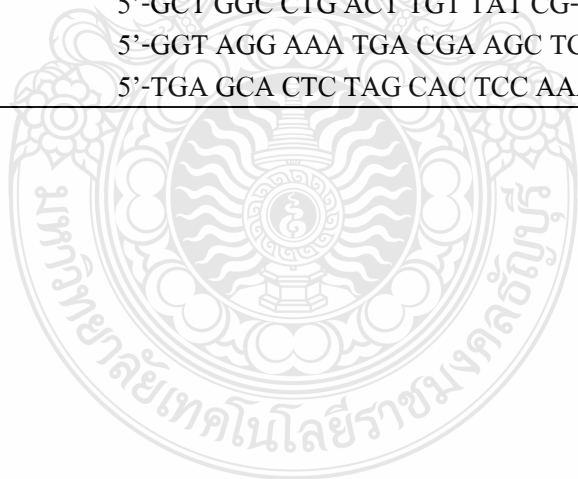 5'-GCT GGC CTG ACT TGT TAT CG-
5'-GGT AGG AAA TGA CGA AGC
5'-TGA GCA CTC TAG CAC TCC
มหาวิทยาลัยเทคโนโลยีราชมงคลธัญบุรี